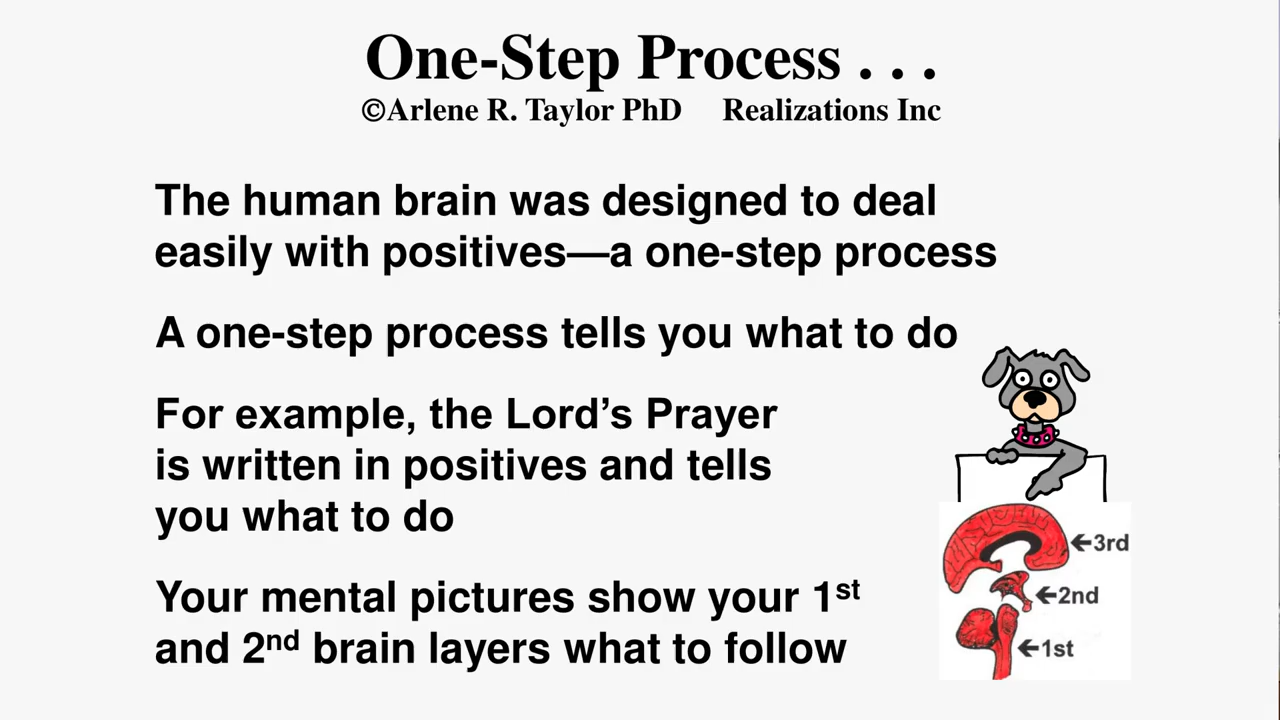 One-Step Process . . .
©Arlene R. Taylor PhD Realizations Inc
The human brain was designed to deal
easily with positives—a one-step process
A one-step process tells you what to do
For example, the Lord’s Prayer
is written in positives and tells
you what to do
Your mental pictures show your 1st
and 2nd brain layers what to follow
←3rd
←2nd
←1st